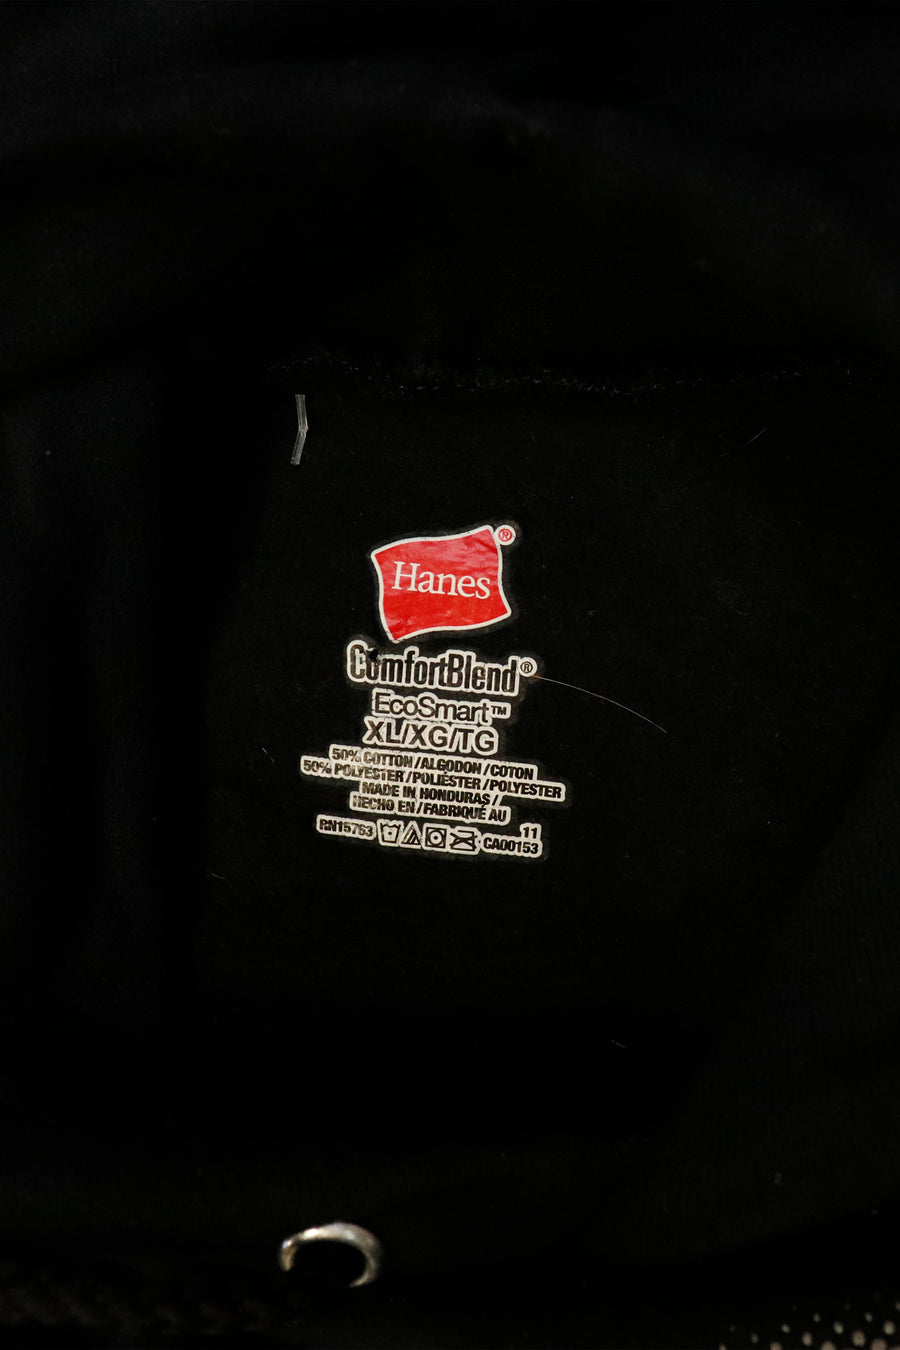 Hanes®
ComfortBlend®
EcoSmart™
XL/XG/TG
50% COTTON/ALGODON/COTON
50% POLYESTER/POLIÉSTER/POLYESTER
MADE IN HONDURAS/
HECHO EN/FABRIQUÉ AU
11
RN15763 CA00153